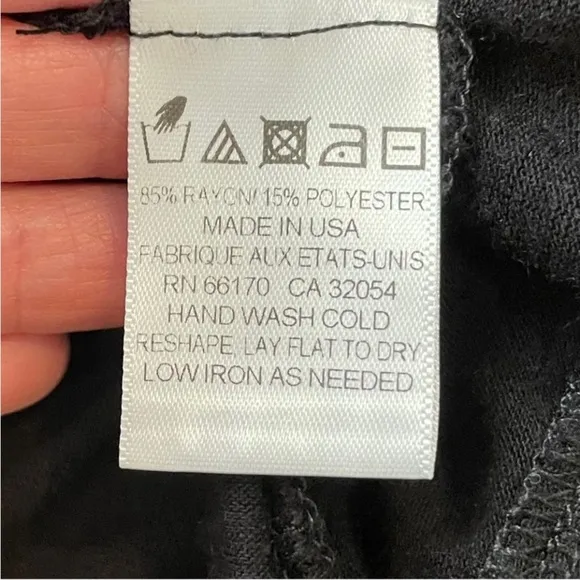 85% RAYON/ 15% POLYESTER
MADE IN USA
FABRIQUE AUX ETATS-UNIS
RN 66170 CA 32054
HAND WASH COLD
RESHAPE, LAY FLAT TO DRY
LOW IRON AS NEEDED